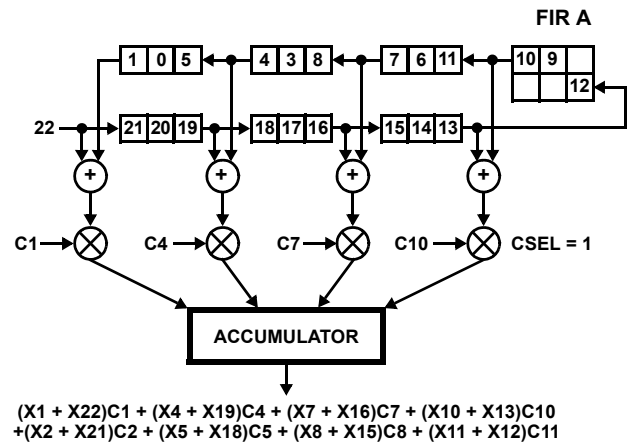 FIR A
1 0 5 4 3 8 7 6 11 10 9
12
22 21 20 19 18 17 16 15 14 13
+ + + +
C1 C4 C7 C10 CSEL = 1
ACCUMULATOR
(X1 + X22)C1 + (X4 + X19)C4 + (X7 + X16)C7 + (X10 + X13)C10
+(X2 + X21)C2 + (X5 + X18)C5 + (X8 + X15)C8 + (X11 + X12)C11